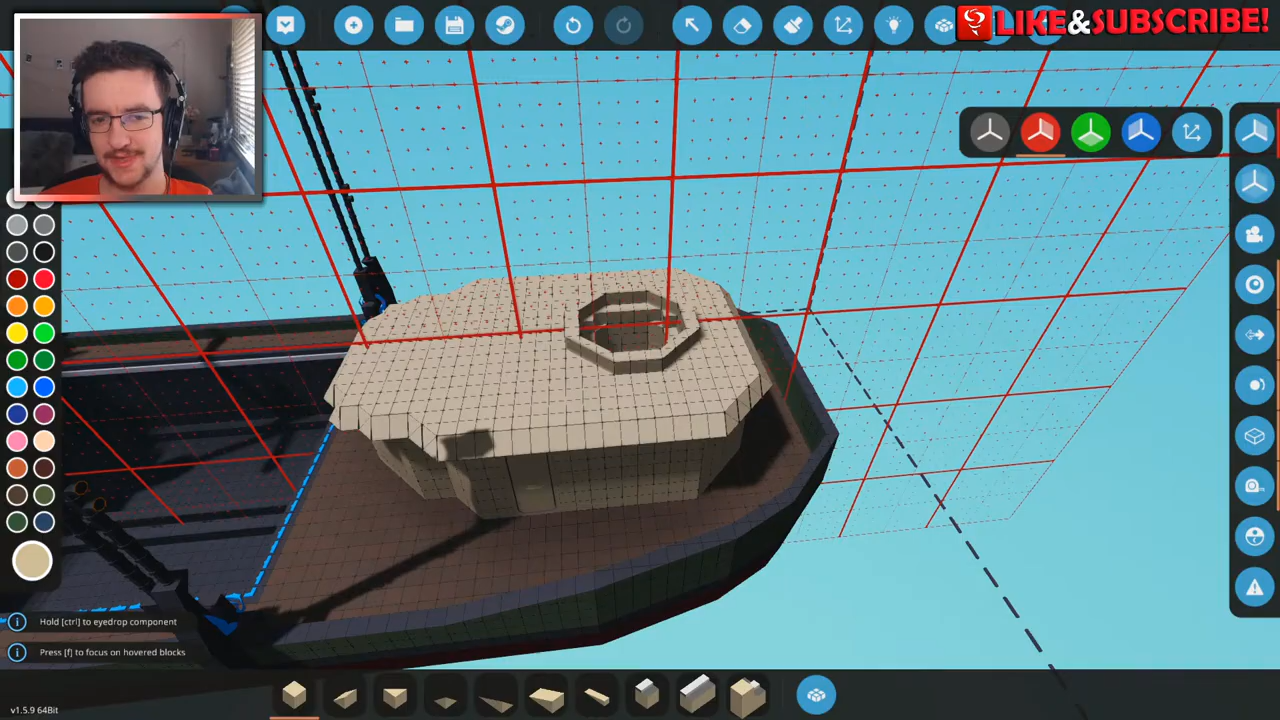 LIKE&SUBSCRIBE!
Hold [ctrl] to eyedrop component
Press [f] to focus on hovered blocks
v1.5.9 64Bit